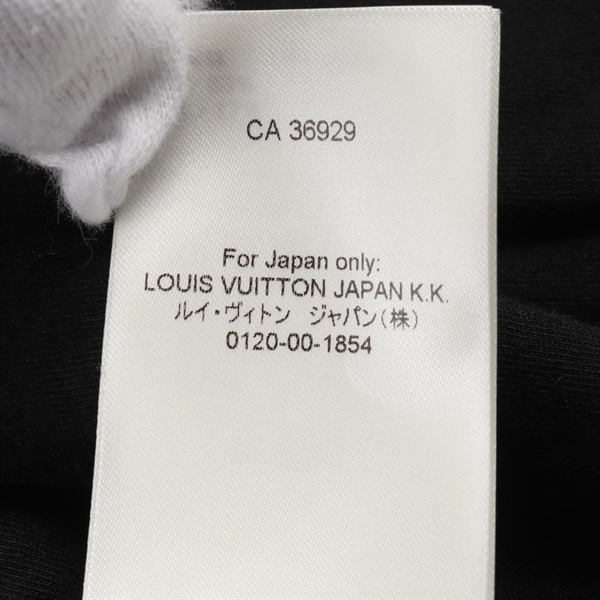 CA 36929
For Japan only:
LOUIS VUITTON JAPAN K.K.
ルイ・ヴィトン ジャパン(株)
0120-00-1854